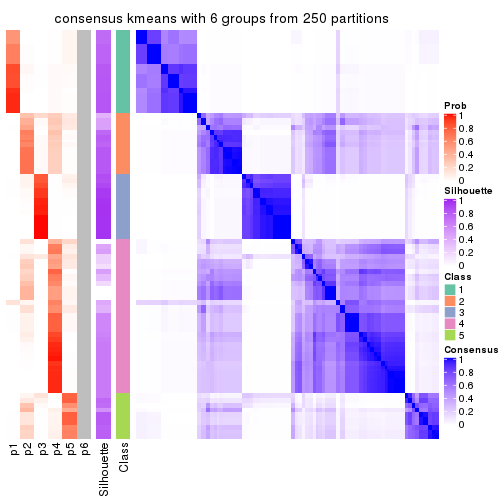 consensus kmeans with 6 groups from 250 partitions
Prob
1
0.8
0.6
0.4
0.2
0
Silhouette
1
0.8
0.6
0.4
0.2
0
Class
1
2
3
4
5
Consensus
1
0.8
0.6
0.4
0.2
0
p1
p2
p3
p4
p5
p6
Silhouette
Class